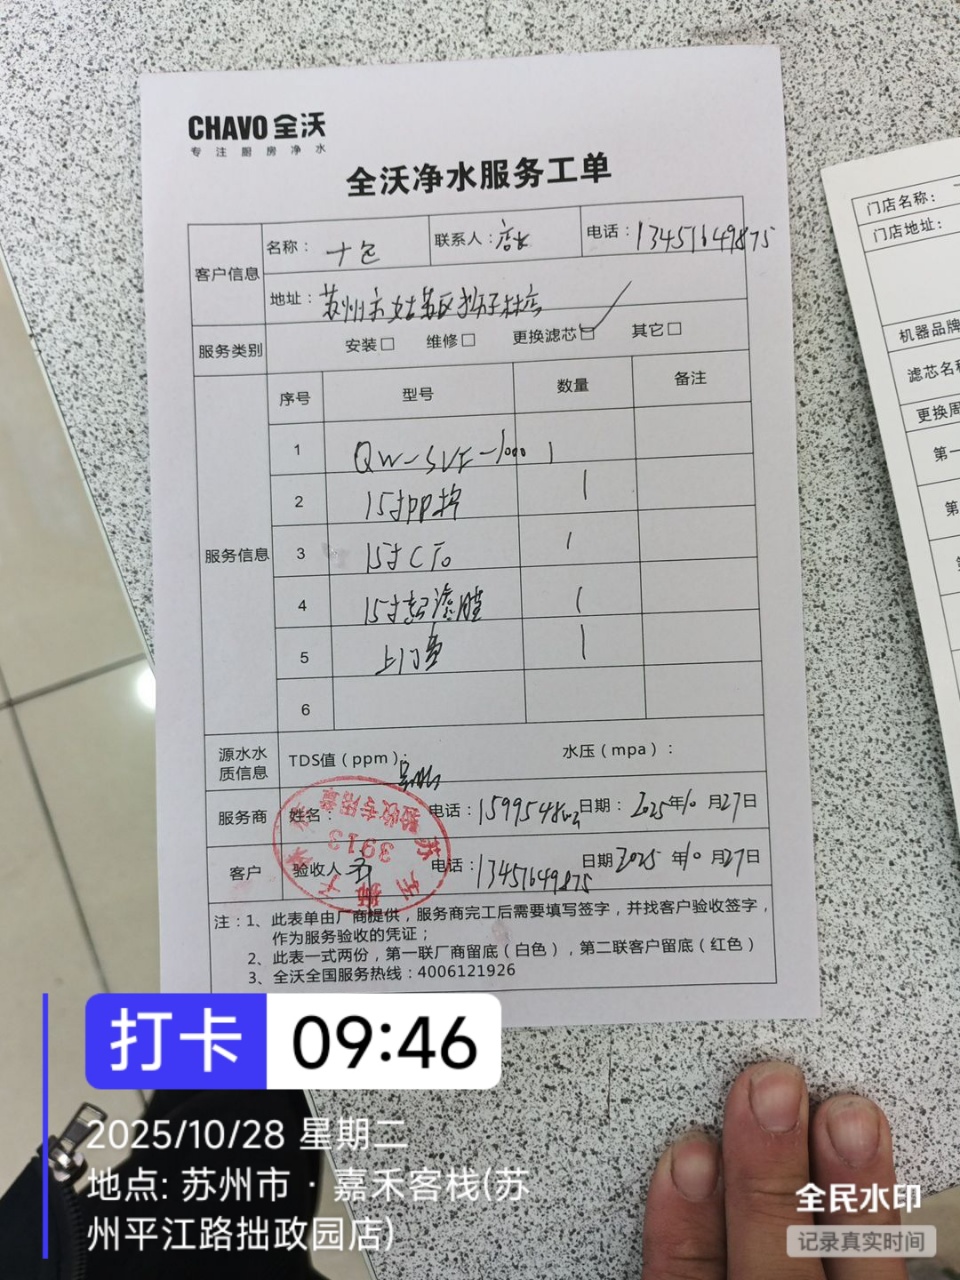 CHAVO 全沃
专注厨房净水
全沃净水服务工单
客户信息
名称：十包
联系人：店长
电话：13451649875
地址：苏州市姑苏区狮子林店
服务类别
安装□ 维修□ 更换滤芯□ 其它□
服务信息
序号 型号 数量 备注
1 QW-SVF-1000 1
2 15寸PP棉 1
3 15寸CTO 1
4 15寸超滤膜 1
5 上门费 1
6
源水水质信息
TDS值（ppm）：
水压（mpa）：
服务商
姓名：
电话：1599548
日期：2025年10月27日
客户
验收人
电话：13451649875
日期 2025年10月27日
验收专用章
3913
注：1、此表单由厂商提供，服务商完工后需要填写签字，并找客户验收签字，
作为服务验收的凭证；
2、此表一式两份，第一联厂商留底（白色），第二联客户留底（红色）
3、全沃全国服务热线：4006121926
门店名称：
门店地址：
机器品牌
滤芯名称
更换周
第一
第
打卡 09:46
2025/10/28 星期二
地点: 苏州市 · 嘉禾客栈(苏
州平江路拙政园店)
全民水印
记录真实时间